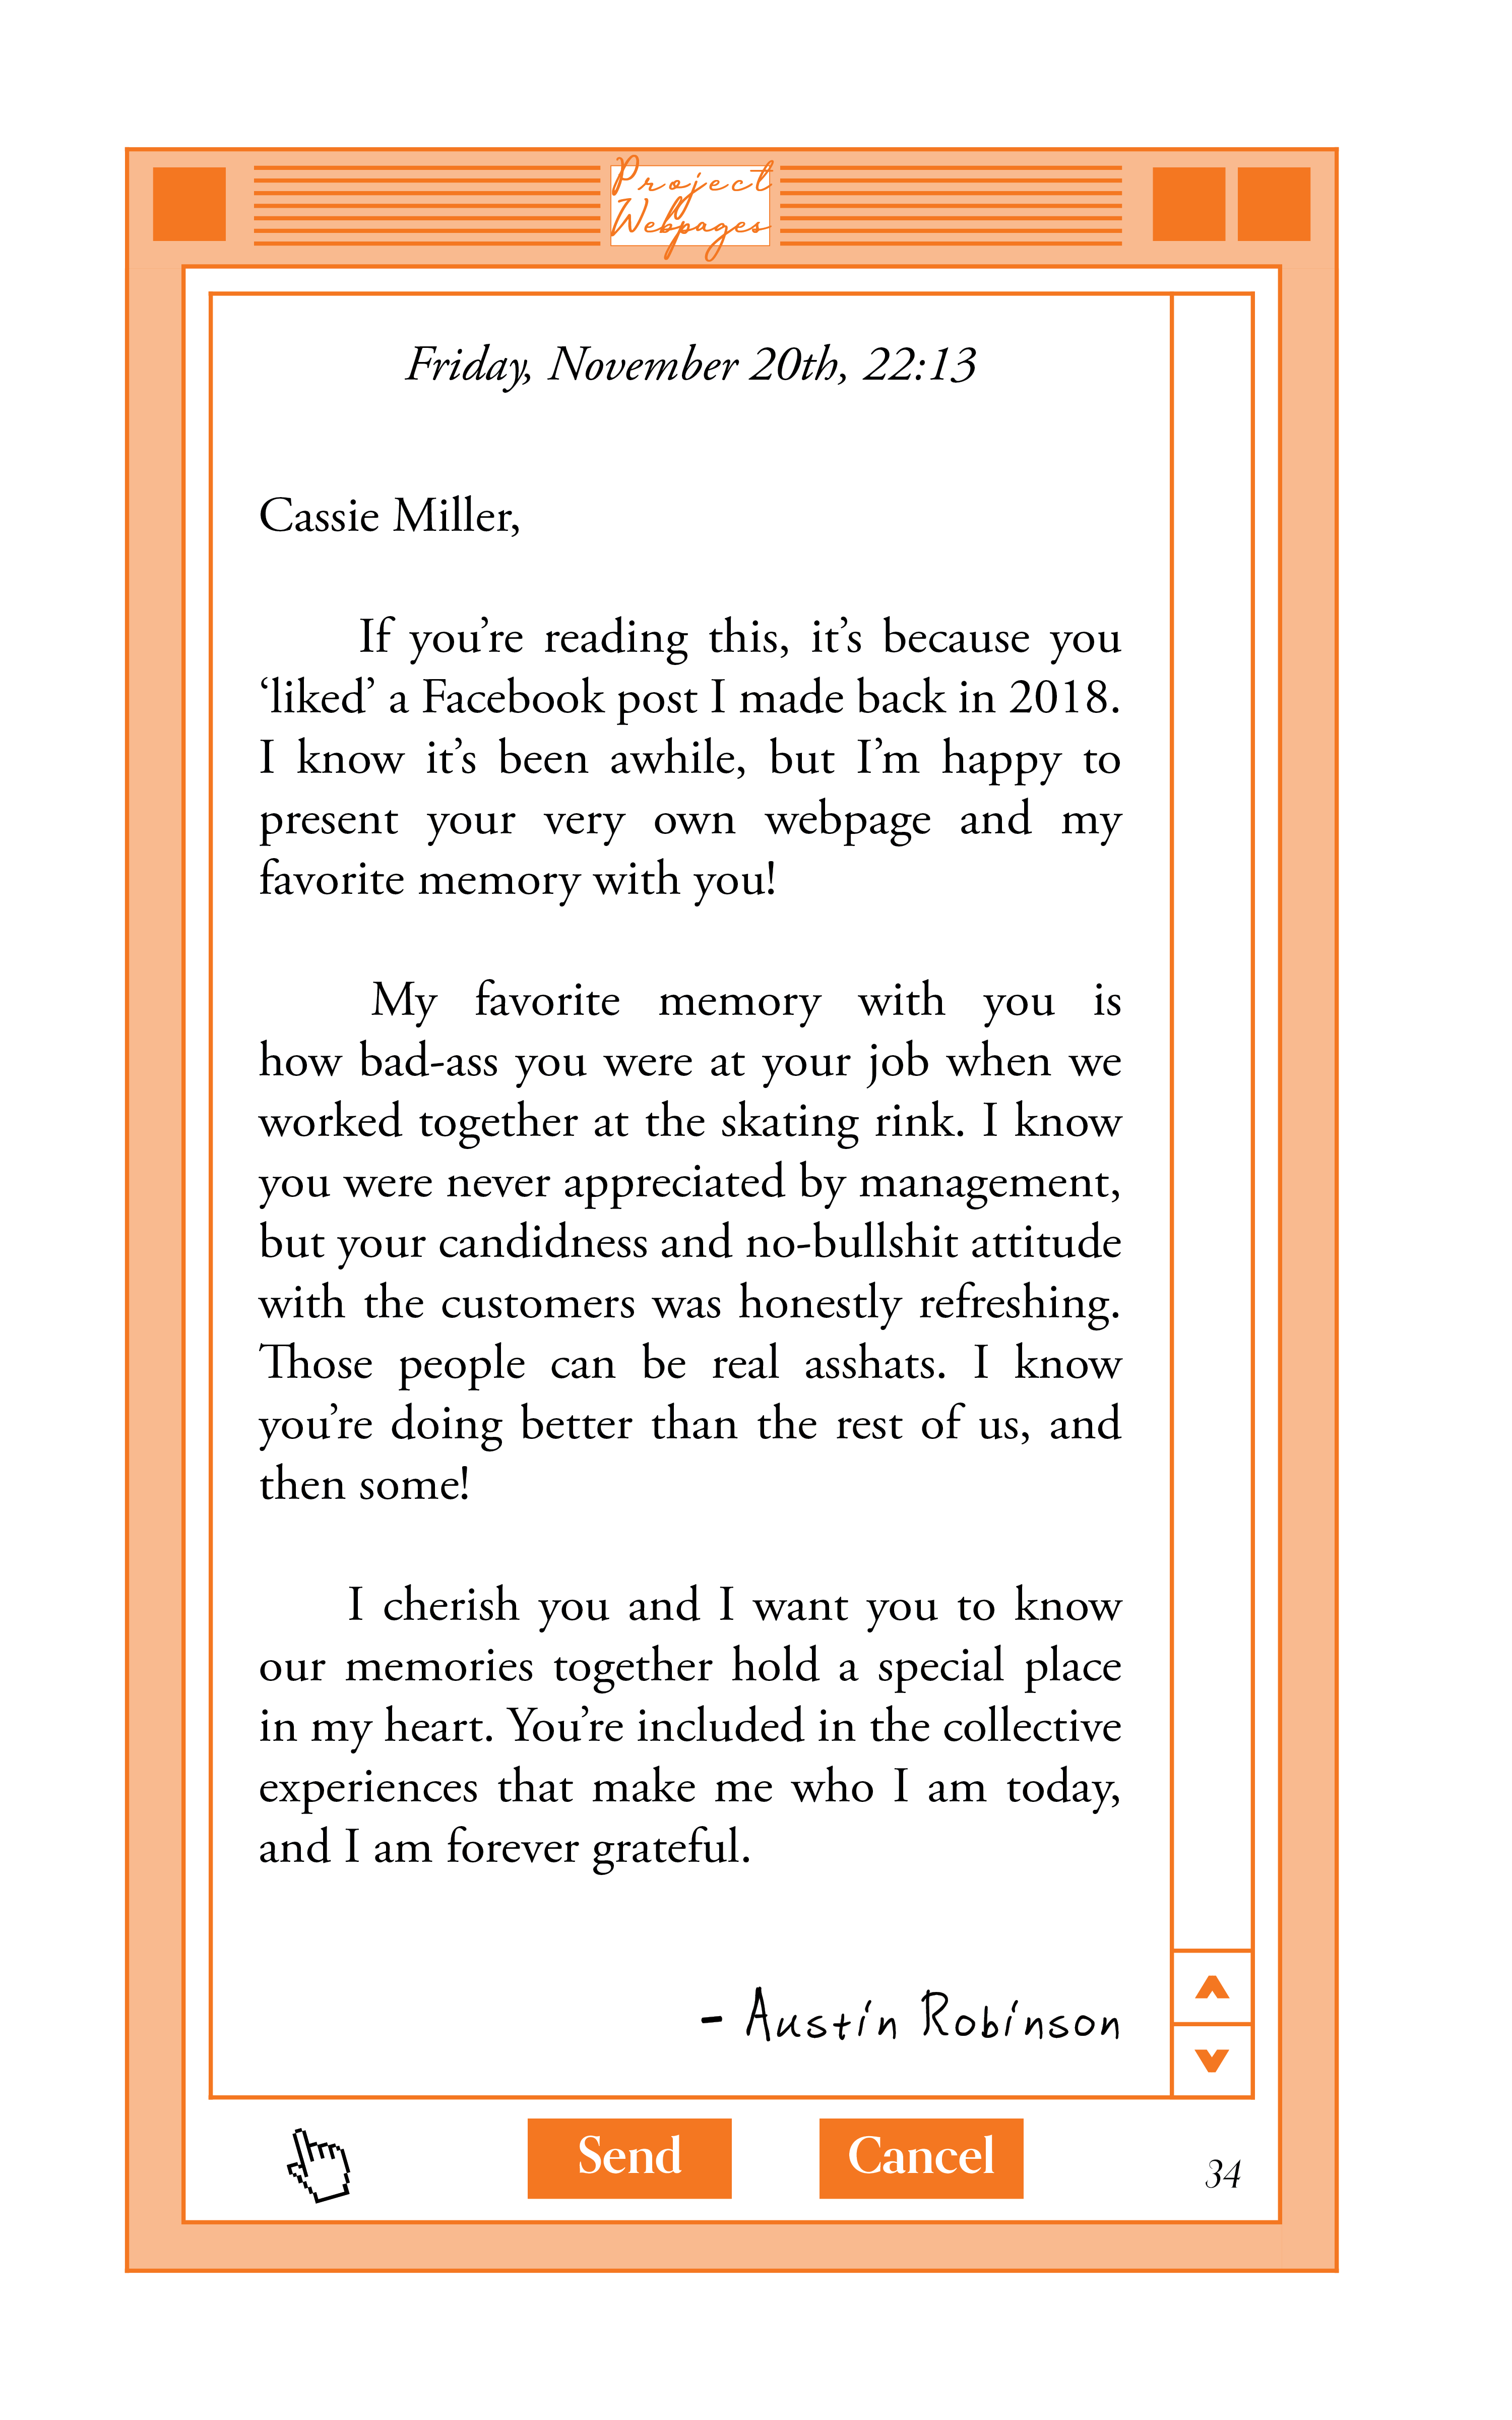 Project
Webpages
Friday, November 20th, 22:13
Cassie Miller,
If you’re reading this, it’s because you
‘liked’ a Facebook post I made back in 2018.
I know it’s been awhile, but I’m happy to
present your very own webpage and my
favorite memory with you!
My favorite memory with you is
how bad-ass you were at your job when we
worked together at the skating rink. I know
you were never appreciated by management,
but your candidness and no-bullshit attitude
with the customers was honestly refreshing.
Those people can be real asshats. I know
you’re doing better than the rest of us, and
then some!
I cherish you and I want you to know
our memories together hold a special place
in my heart. You’re included in the collective
experiences that make me who I am today,
and I am forever grateful.
- Austin Robinson
Send Cancel
34